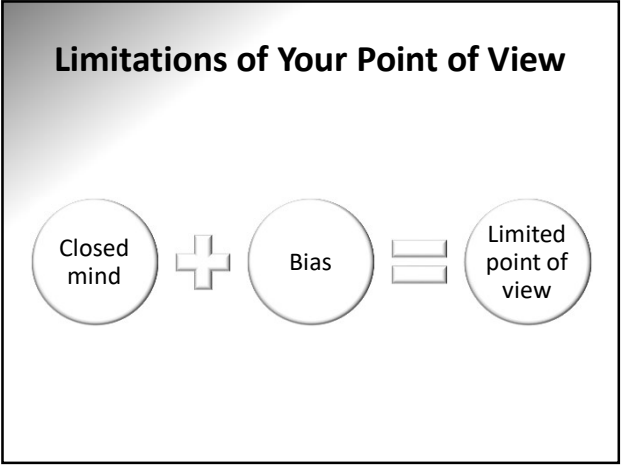 Limitations of Your Point of View
Closed
mind
Bias
Limited
point of
view